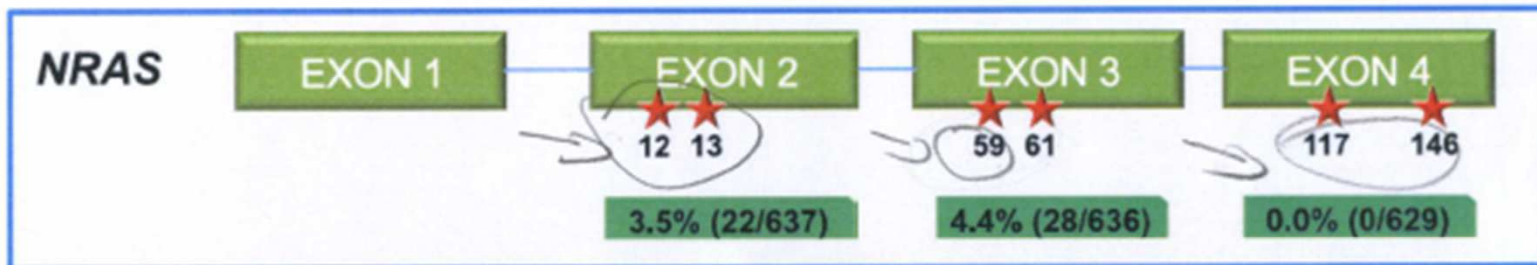 NRAS EXON 1 EXON 2 EXON 3 EXON 4
12 13 59 61 117 146
3.5% (22/637) 4.4% (28/636) 0.0% (0/629)